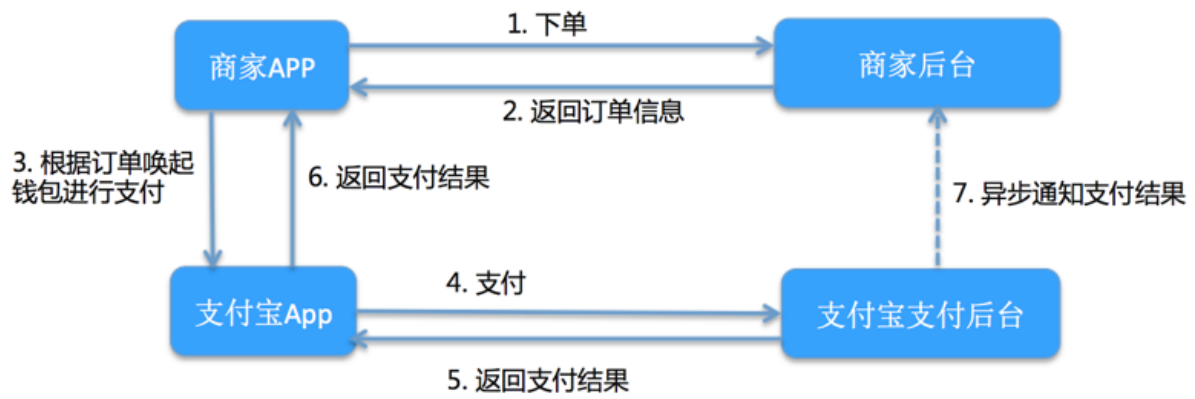 1. 下单
商家APP
商家后台
2. 返回订单信息
3. 根据订单唤起
钱包进行支付
6. 返回支付结果
7. 异步通知支付结果
4. 支付
支付宝App
支付宝支付后台
5. 返回支付结果